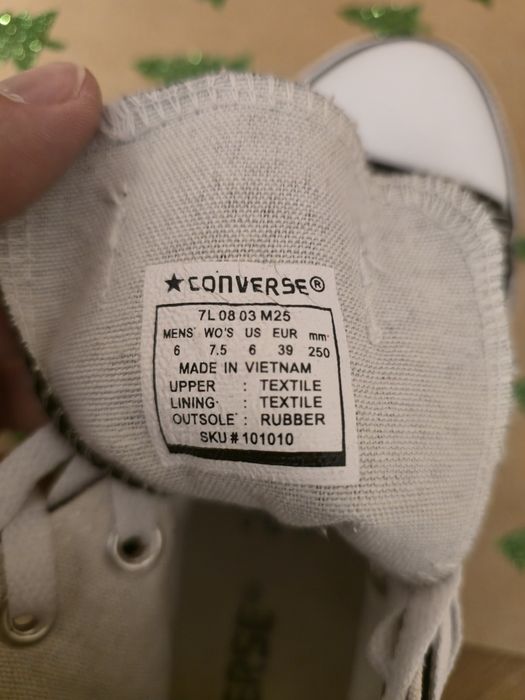 ★CONVERSE®
7L 08 03 M25
MENS' WO'S US EUR mm
6 7.5 6 39 250
MADE IN VIETNAM
UPPER : TEXTILE
LINING : TEXTILE
OUTSOLE : RUBBER
SKU # 101010
ERSE